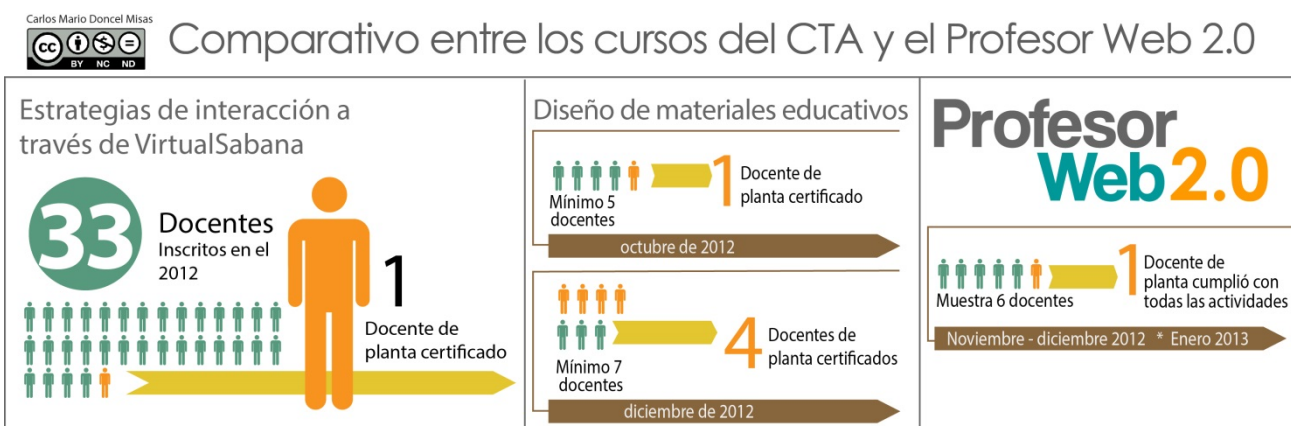 Carlos Mario Doncel Misas
cc
BY NC ND
Comparativo entre los cursos del CTA y el Profesor Web 2.0
Estrategias de interacción a
través de VirtualSabana
33
Docentes
Inscritos en el
2012
1
Docente de
planta certificado
Diseño de materiales educativos
Mínimo 5
docentes
1
Docente de
planta certificado
octubre de 2012
Mínimo 7
docentes
4
Docentes de
planta certificados
diciembre de 2012
Profesor
Web 2.0
Muestra 6 docentes
1
Docente de
planta cumplió con
todas las actividades
Noviembre - diciembre 2012 * Enero 2013